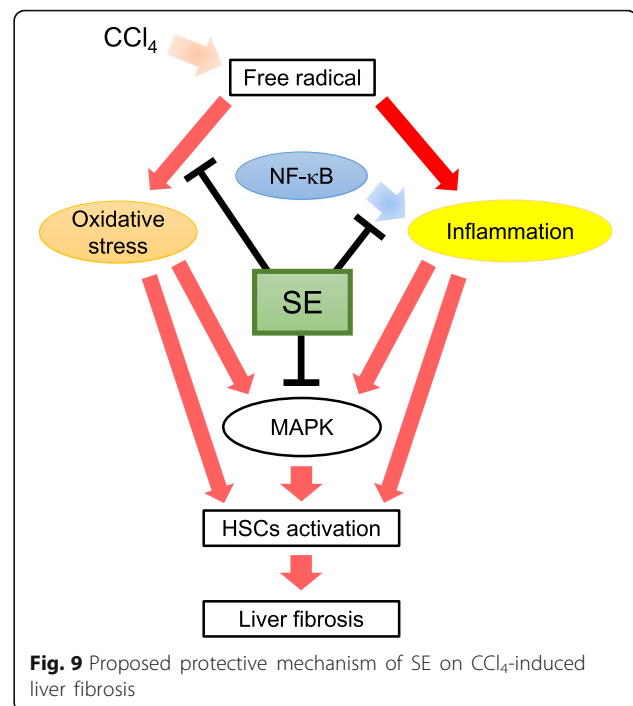 CCl₄
Free radical
NF-κB
Oxidative
stress
Inflammation
SE
MAPK
HSCs activation
Liver fibrosis
Fig. 9 Proposed protective mechanism of SE on CCl₄-induced
liver fibrosis